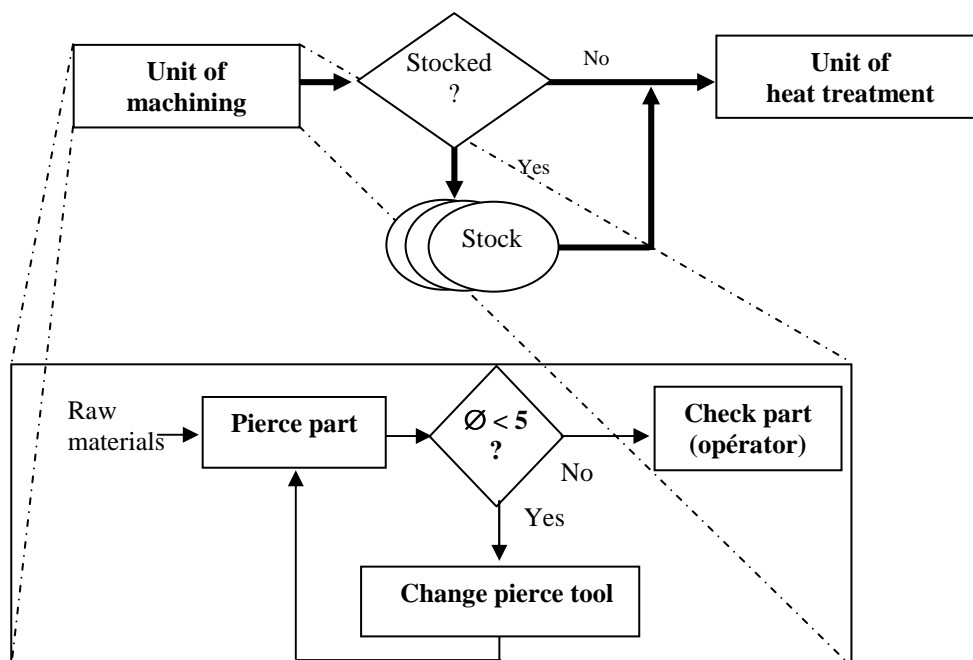 Unit of
machining
Stocked
?
No
Unit of
heat treatment
Yes
Stock
Raw
materials
Pierce part
Ø < 5
?
No
Check part
(opérator)
Yes
Change pierce tool